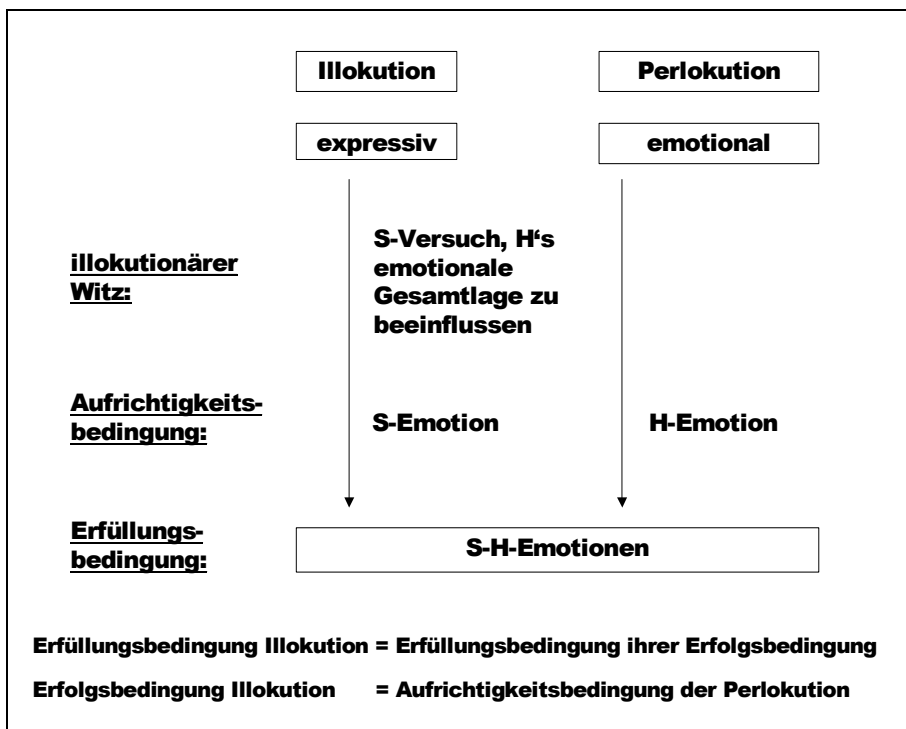 Illokution Perlokution
expressiv emotional
illokutionärer
Witz:
S-Versuch, H‘s
emotionale
Gesamtlage zu
beeinflussen
Aufrichtigkeits-
bedingung:
S-Emotion H-Emotion
Erfüllungs-
bedingung:
S-H-Emotionen
Erfüllungsbedingung Illokution = Erfüllungsbedingung ihrer Erfolgsbedingung
Erfolgsbedingung Illokution = Aufrichtigkeitsbedingung der Perlokution